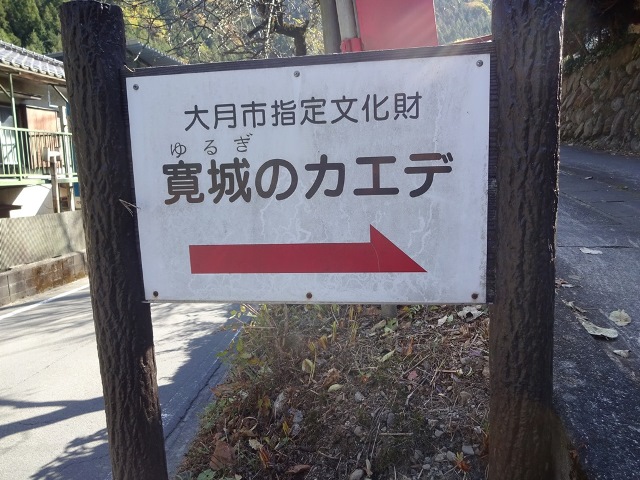 大月市指定文化財
ゆるぎ
寛城のカエデ